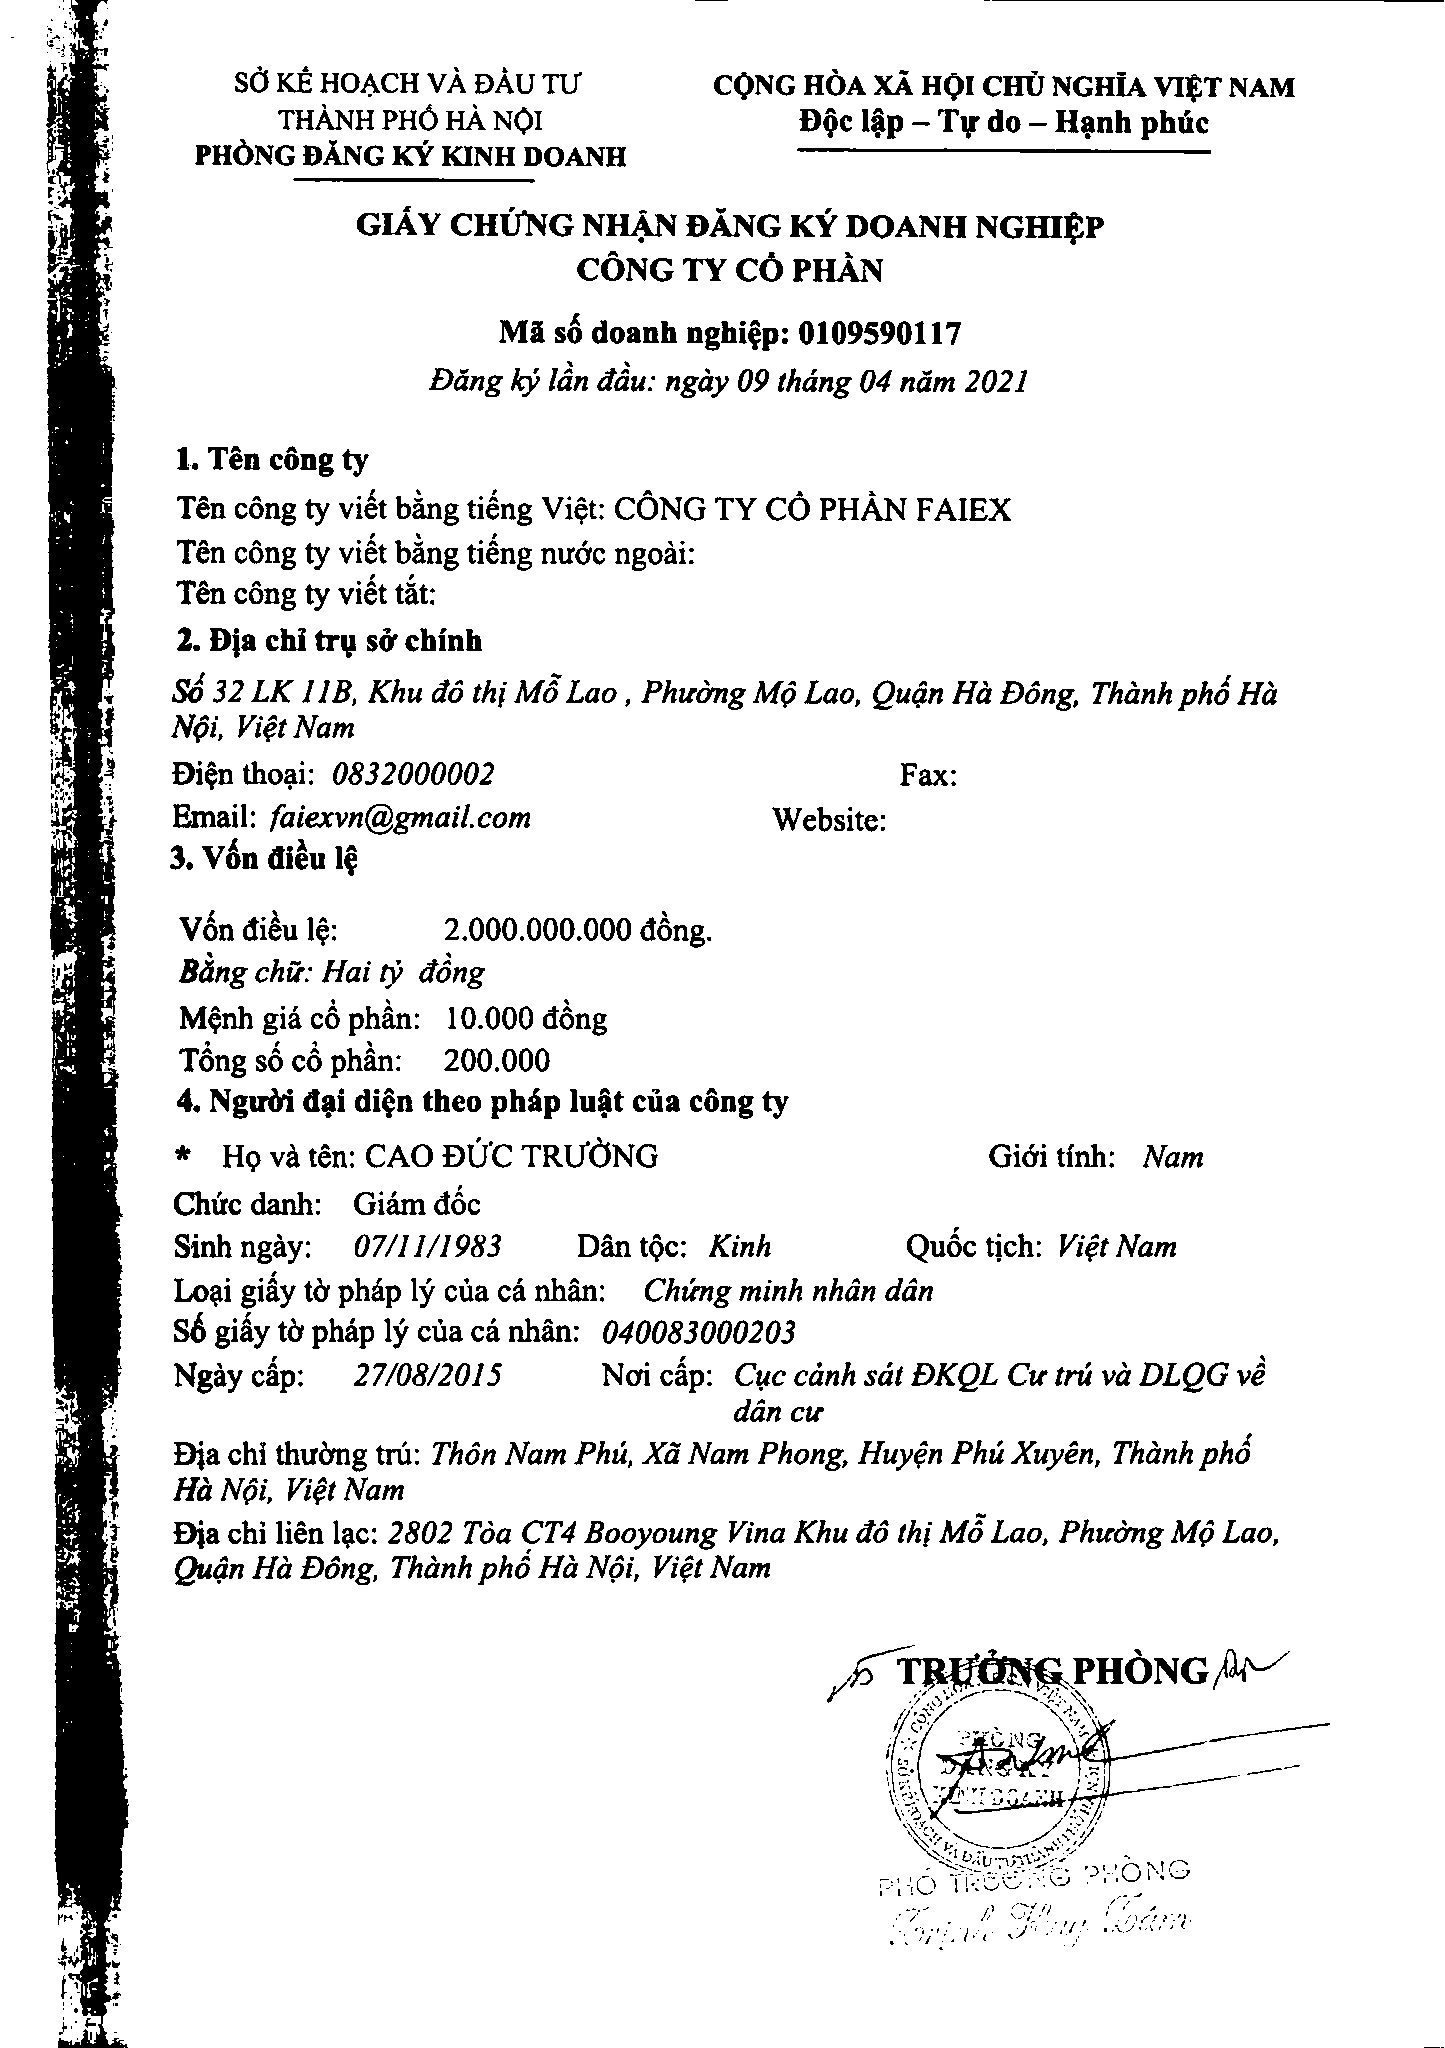 SỞ KẾ HOẠCH VÀ ĐẦU TƯ
THÀNH PHỐ HÀ NỘI
PHÒNG ĐĂNG KÝ KINH DOANH
CỘNG HÒA XÃ HỘI CHỦ NGHĨA VIỆT NAM
Độc lập – Tự do – Hạnh phúc
GIẤY CHỨNG NHẬN ĐĂNG KÝ DOANH NGHIỆP
CÔNG TY CỔ PHẦN
Mã số doanh nghiệp: 0109590117
Đăng ký lần đầu: ngày 09 tháng 04 năm 2021
1. Tên công ty
Tên công ty viết bằng tiếng Việt: CÔNG TY CỔ PHẦN FAIEX
Tên công ty viết bằng tiếng nước ngoài:
Tên công ty viết tắt:
2. Địa chỉ trụ sở chính
Số 32 LK 11B, Khu đô thị Mỗ Lao , Phường Mộ Lao, Quận Hà Đông, Thành phố Hà
Nội, Việt Nam
Điện thoại: 0832000002 Fax:
Email: faiexvn@gmail.com Website:
3. Vốn điều lệ
Vốn điều lệ: 2.000.000.000 đồng.
Bằng chữ: Hai tỷ đồng
Mệnh giá cổ phần: 10.000 đồng
Tổng số cổ phần: 200.000
4. Người đại diện theo pháp luật của công ty
* Họ và tên: CAO ĐỨC TRƯỜNG Giới tính: Nam
Chức danh: Giám đốc
Sinh ngày: 07/11/1983 Dân tộc: Kinh Quốc tịch: Việt Nam
Loại giấy tờ pháp lý của cá nhân: Chứng minh nhân dân
Số giấy tờ pháp lý của cá nhân: 040083000203
Ngày cấp: 27/08/2015 Nơi cấp: Cục cảnh sát ĐKQL Cư trú và DLQG về
dân cư
Địa chỉ thường trú: Thôn Nam Phú, Xã Nam Phong, Huyện Phú Xuyên, Thành phố
Hà Nội, Việt Nam
Địa chỉ liên lạc: 2802 Tòa CT4 Booyoung Vina Khu đô thị Mỗ Lao, Phường Mộ Lao,
Quận Hà Đông, Thành phố Hà Nội, Việt Nam
TRƯỞNG PHÒNG
PHÒNG
ĐĂNG KÝ
KINH DOANH
PHÓ TRƯỞNG PHÒNG
Trịnh Huy Tám